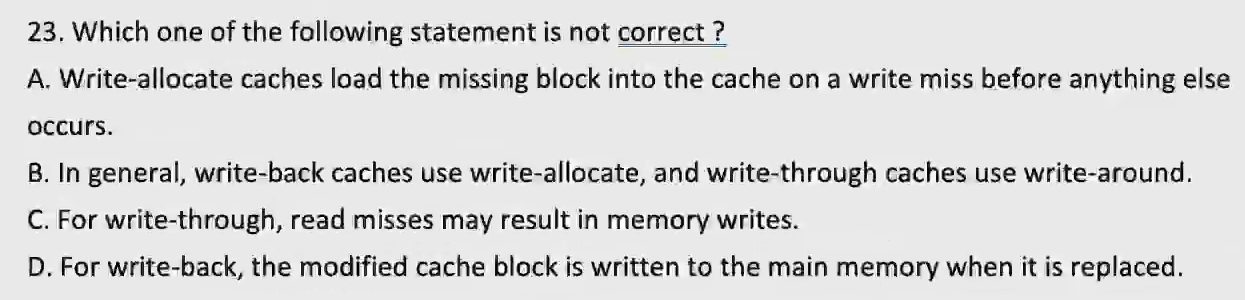 23. Which one of the following statement is not correct ?
A. Write-allocate caches load the missing block into the cache on a write miss before anything else
occurs.
B. In general, write-back caches use write-allocate, and write-through caches use write-around.
C. For write-through, read misses may result in memory writes.
D. For write-back, the modified cache block is written to the main memory when it is replaced.